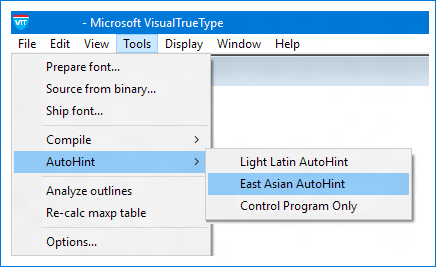 VTT - Microsoft VisualTrueType
File Edit View Tools Display Window Help
Prepare font...
Source from binary...
Ship font...
Compile
AutoHint
Light Latin AutoHint
East Asian AutoHint
Control Program Only
Analyze outlines
Re-calc maxp table
Options...